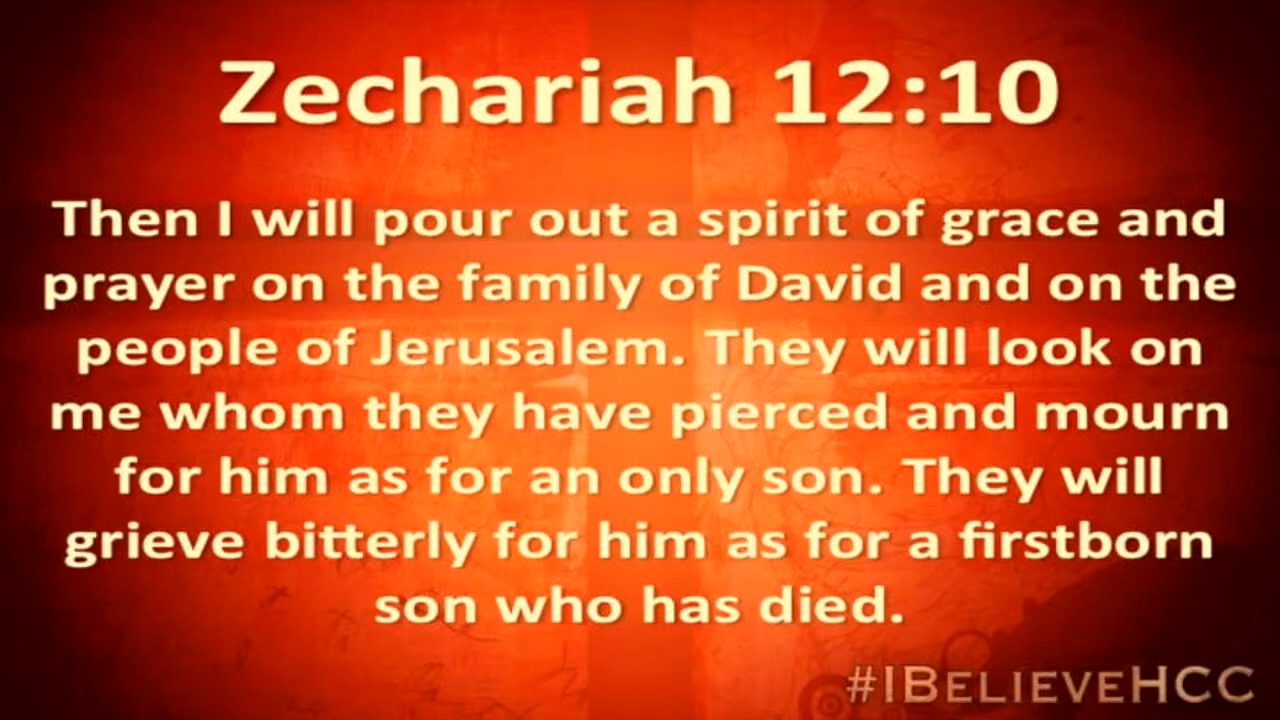 Zechariah 12:10
Then I will pour out a spirit of grace and
prayer on the family of David and on the
people of Jerusalem. They will look on
me whom they have pierced and mourn
for him as for an only son. They will
grieve bitterly for him as for a firstborn
son who has died.
#IBelieveHCC